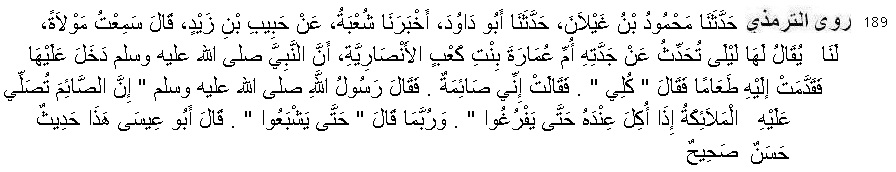 189 روى الترمذي حَدَّثَنَا مَحْمُودُ بْنُ غَيْلاَنَ، حَدَّثَنَا أَبُو دَاوُدَ، أَخْبَرَنَا شُعْبَةُ، عَنْ حَبِيبِ بْنِ زَيْدٍ، قَالَ سَمِعْتُ مَوْلاَةً،
لَنَا يُقَالُ لَهَا لَيْلَى تُحَدِّثُ عَنْ جَدَّتِهِ أُمِّ عُمَارَةَ بِنْتِ كَعْبٍ الأَنْصَارِيَّةِ، أَنَّ النَّبِيَّ صلى الله عليه وسلم دَخَلَ عَلَيْهَا
فَقَدَّمَتْ إِلَيْهِ طَعَامًا فَقَالَ " كُلِي " . فَقَالَتْ إِنِّي صَائِمَةٌ . فَقَالَ رَسُولُ اللَّهِ صلى الله عليه وسلم " إِنَّ الصَّائِمَ تُصَلِّي
عَلَيْهِ الْمَلاَئِكَةُ إِذَا أُكِلَ عِنْدَهُ حَتَّى يَفْرُغُوا " . وَرُبَّمَا قَالَ " حَتَّى يَشْبَعُوا " . قَالَ أَبُو عِيسَى هَذَا حَدِيثٌ
حَسَنٌ صَحِيحٌ